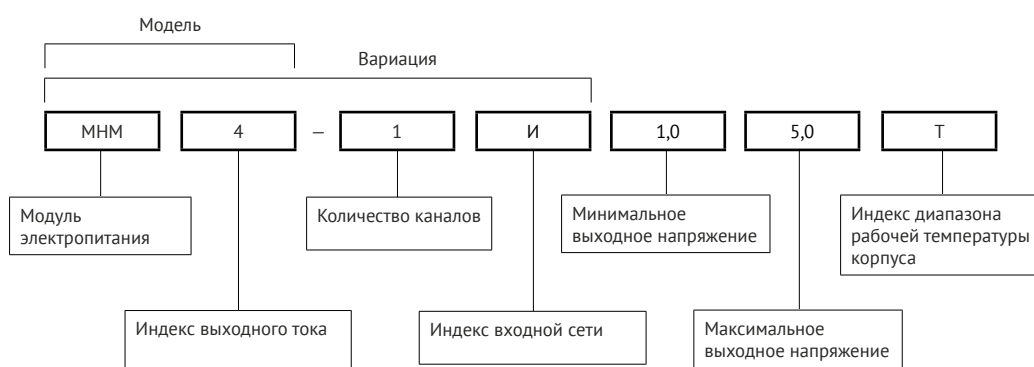 Модель
Вариация
МНМ 4 – 1 И 1,0 5,0 Т
Модуль
электропитания
Количество каналов
Минимальное
выходное напряжение
Индекс диапазона
рабочей температуры
корпуса
Индекс выходного тока
Индекс входной сети
Максимальное
выходное напряжение